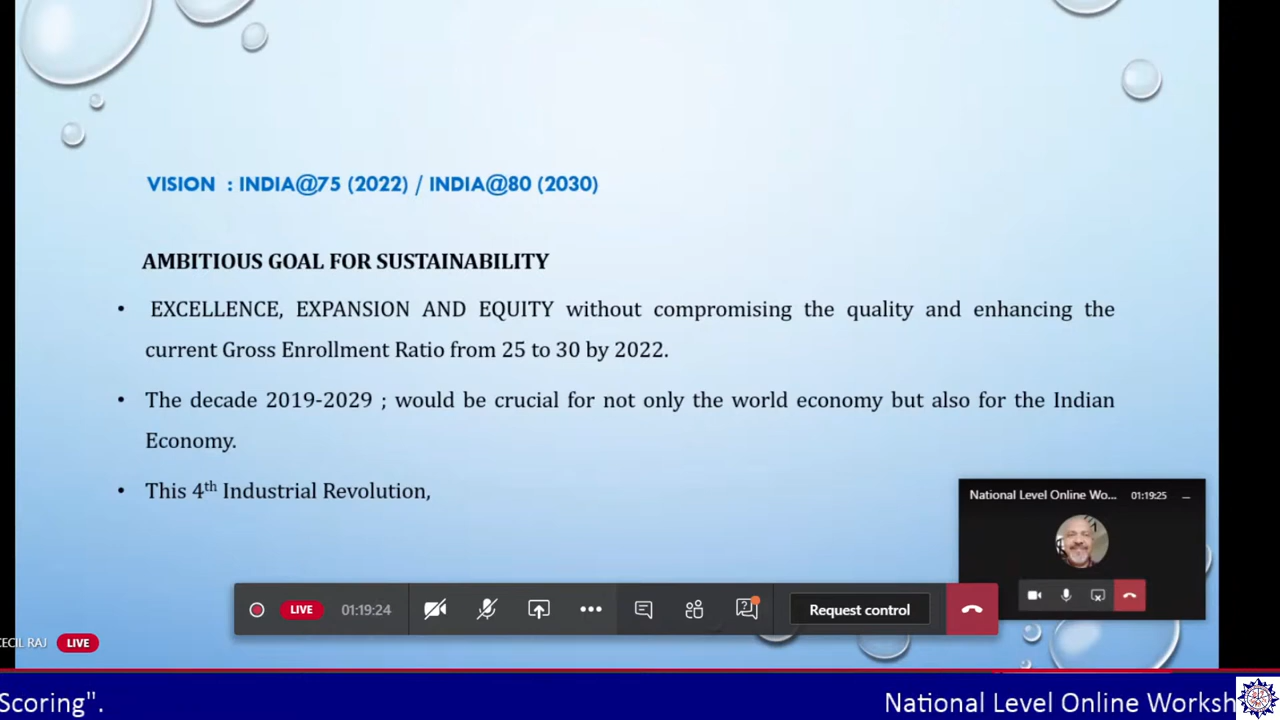 VISION : INDIA@75 (2022) / INDIA@80 (2030)
AMBITIOUS GOAL FOR SUSTAINABILITY
• EXCELLENCE, EXPANSION AND EQUITY without compromising the quality and enhancing the
current Gross Enrollment Ratio from 25 to 30 by 2022.
• The decade 2019-2029 ; would be crucial for not only the world economy but also for the Indian
Economy.
• This 4th Industrial Revolution,
National Level Online Wo... 01:19:25
LIVE 01:19:24 Request control
CECIL RAJ LIVE
Scoring". National Level Online Worksh